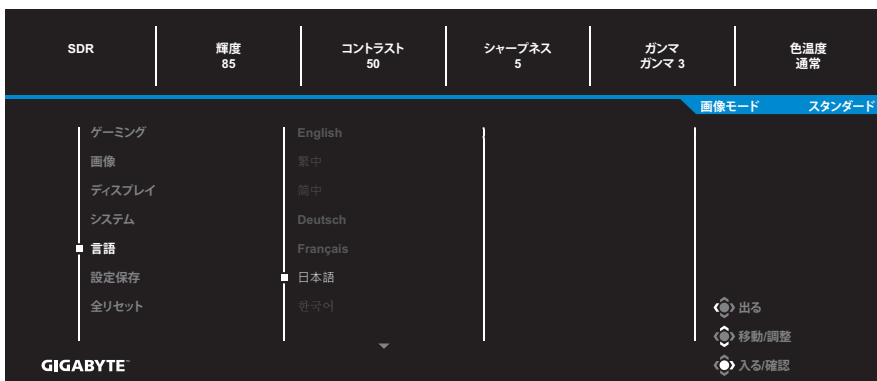 SDR
輝度
85
コントラスト
50
シャープネス
5
ガンマ
ガンマ 3
色温度
通常
画像モード スタンダード
ゲーミング
画像
ディスプレイ
システム
言語
設定保存
全リセット
English
繁中
简中
Deutsch
Français
日本語
한국어
出る
移動/調整
入る/確認
GIGABYTE™